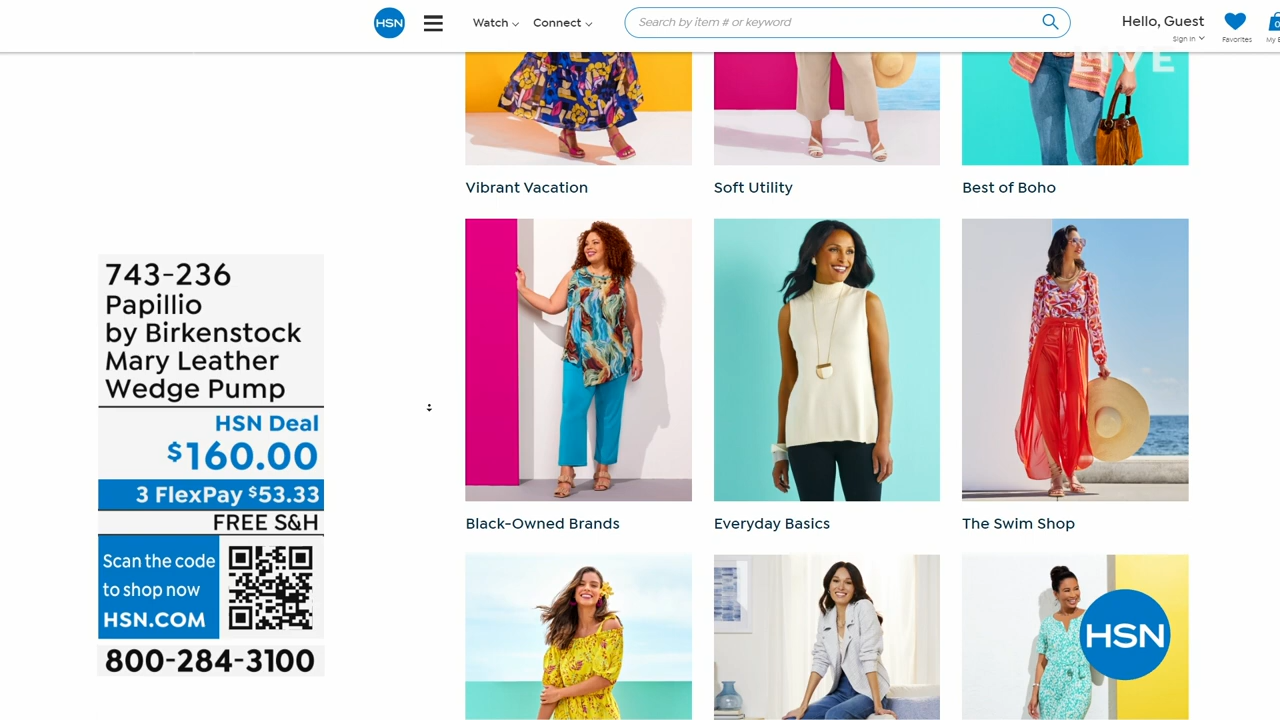 HSN
Watch
Connect
Search by item # or keyword
Hello, Guest
Sign In
Favorites
0
My
LIVE
Vibrant Vacation
Soft Utility
Best of Boho
743-236
Papillio
by Birkenstock
Mary Leather
Wedge Pump
HSN Deal
$160.00
3 FlexPay $53.33
FREE S&H
Scan the code
to shop now
HSN.COM
800-284-3100
Black-Owned Brands
Everyday Basics
The Swim Shop
HSN